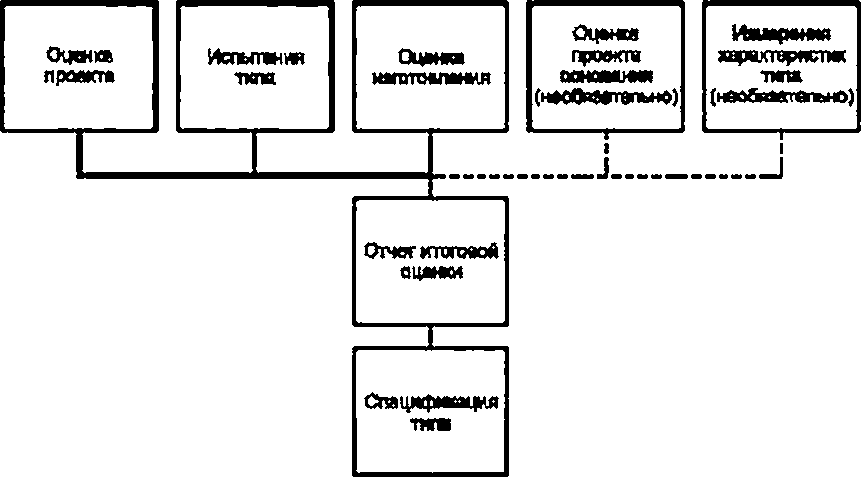 Оценка
проекта
Испытания
типа
Оценка
изготовления
Оценка
проекта
основания
(необязательно)
Измерения
характеристик
типа
(необязательно)
Отчет итоговой
оценки
Спецификация
типа